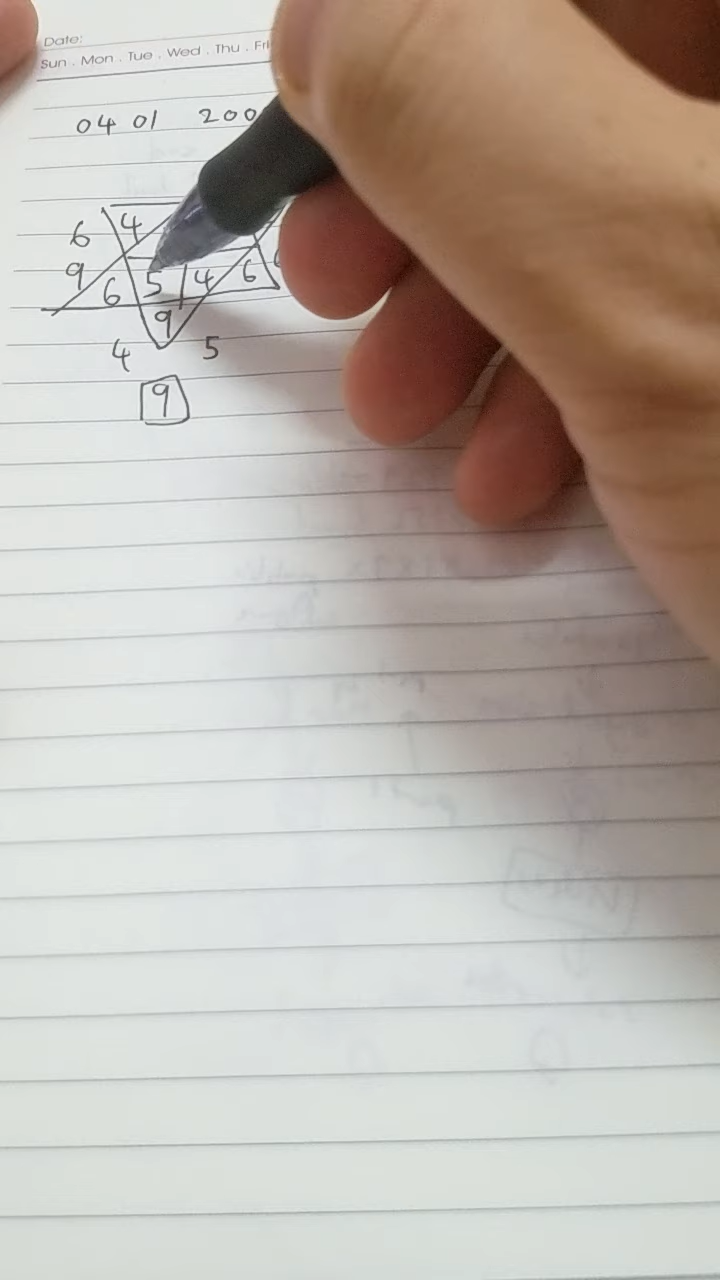 Date:
Sun . Mon . Tue . Wed . Thu . Fri
04 01 200
6 4
9 6 5 4 6
9
4 5
9